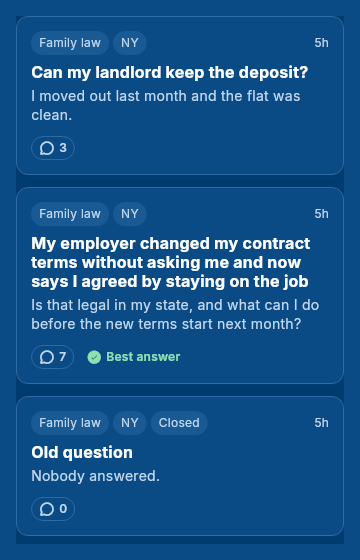 Family law NY 5h
Can my landlord keep the deposit?
I moved out last month and the flat was
clean.
3
Family law NY 5h
My employer changed my contract
terms without asking me and now
says I agreed by staying on the job
Is that legal in my state, and what can I do
before the new terms start next month?
7 Best answer
Family law NY Closed 5h
Old question
Nobody answered.
0